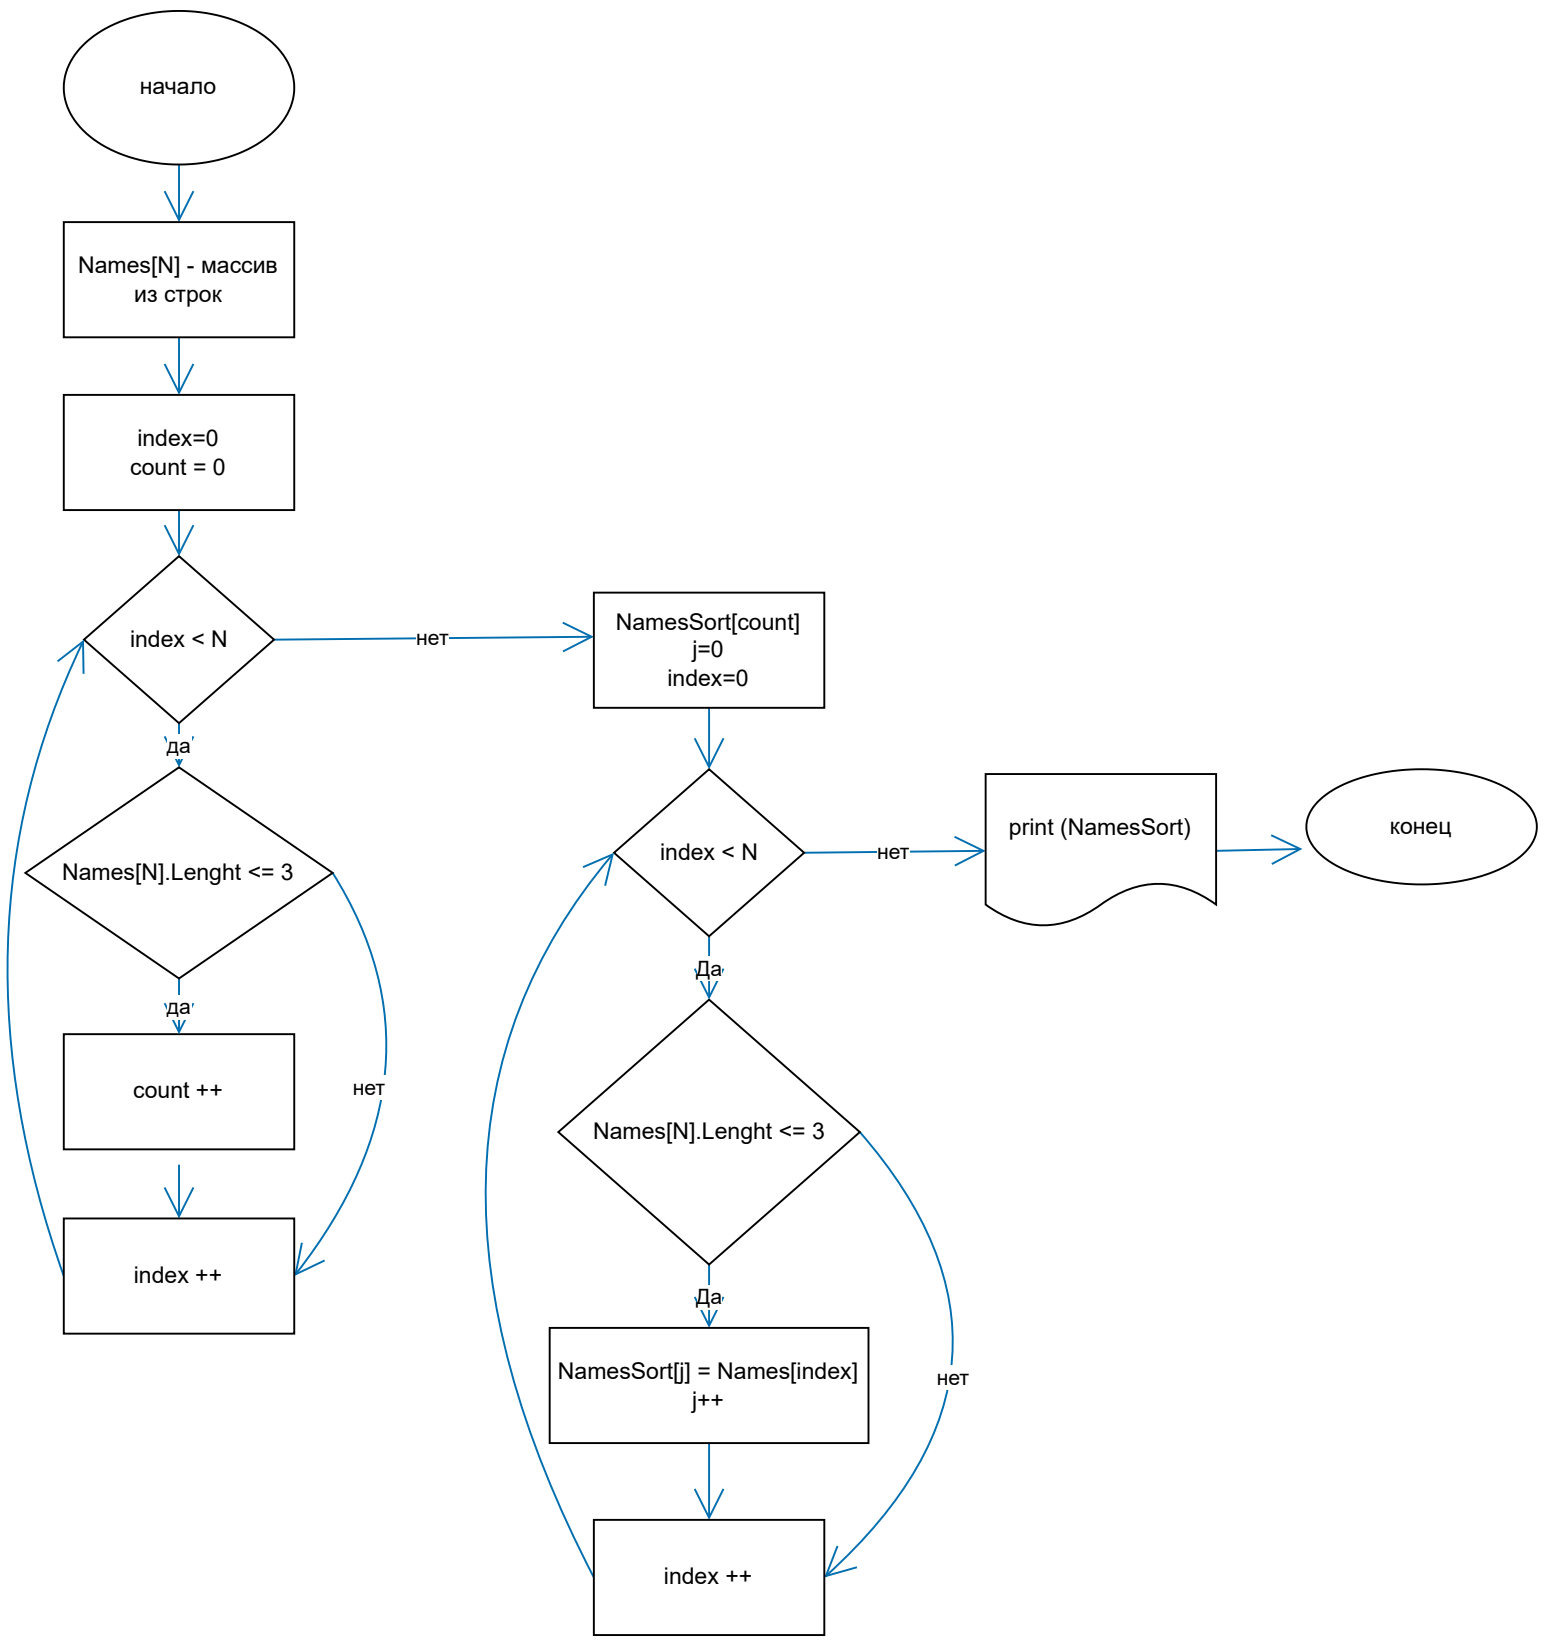 начало
Names[N] - массив
из строк
index=0
count = 0
index < N
нет
да
Names[N].Lenght <= 3
да
count ++
нет
index ++
NamesSort[count]
j=0
index=0
index < N
нет
print (NamesSort)
конец
Да
Names[N].Lenght <= 3
Да
NamesSort[j] = Names[index]
j++
нет
index ++